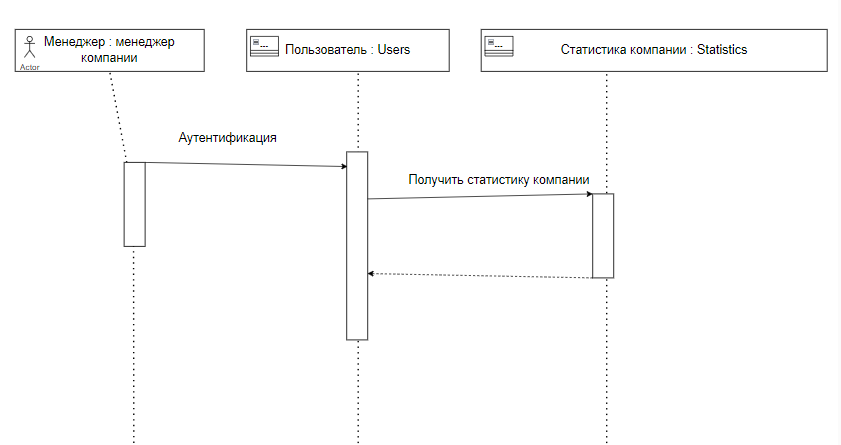 Менеджер : менеджер
компании
Actor
...
Пользователь : Users
...
Статистика компании : Statistics
Аутентификация
Получить статистику компании